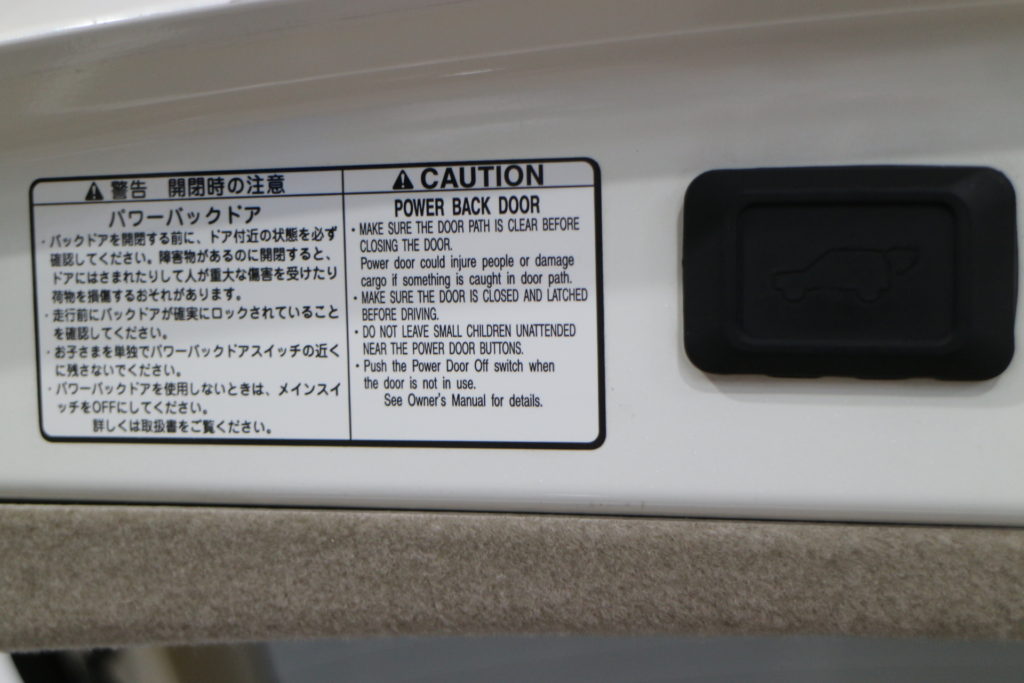 警告 開閉時の注意
パワーバックドア
・バックドアを開閉する前に、ドア付近の状態を必ず
確認してください。障害物があるのに開閉すると、
ドアにはさまれたりして人が重大な傷害を受けたり
荷物を損傷するおそれがあります。
・走行前にバックドアが確実にロックされていること
を確認してください。
・お子さまを単独でパワーバックドアスイッチの近く
に残さないでください。
・パワーバックドアを使用しないときは、メインスイ
ッチをOFFにしてください。
詳しくは取扱書をご覧ください。
CAUTION
POWER BACK DOOR
・MAKE SURE THE DOOR PATH IS CLEAR BEFORE
CLOSING THE DOOR.
Power door could injure people or damage
cargo if something is caught in door path.
・MAKE SURE THE DOOR IS CLOSED AND LATCHED
BEFORE DRIVING.
・DO NOT LEAVE SMALL CHILDREN UNATTENDED
NEAR THE POWER DOOR BUTTONS.
・Push the Power Door Off switch when
the door is not in use.
See Owner's Manual for details.